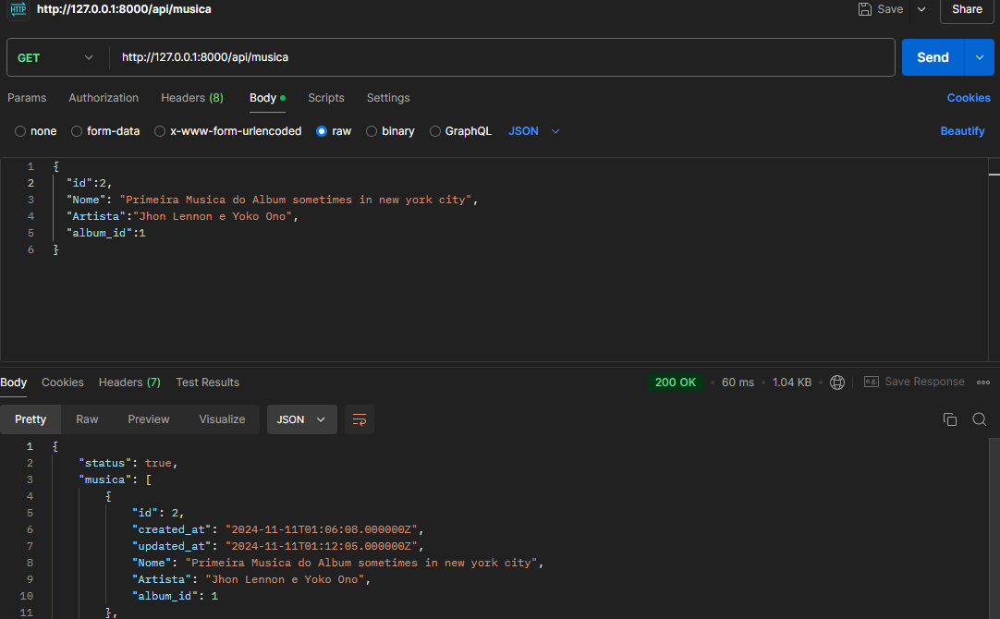 HTTP http://127.0.0.1:8000/api/musica Save Share
GET http://127.0.0.1:8000/api/musica Send
Params Authorization Headers (8) Body Scripts Settings Cookies
none form-data x-www-form-urlencoded raw binary GraphQL JSON Beautify
1 {
2 "id":2,
3 "Nome": "Primeira Musica do Album sometimes in new york city",
4 "Artista":"Jhon Lennon e Yoko Ono",
5 "album_id":1
6 }
Body Cookies Headers (7) Test Results 200 OK 60 ms 1.04 KB e.g. Save Response
Pretty Raw Preview Visualize JSON
1 {
2 "status": true,
3 "musica": [
4 {
5 "id": 2,
6 "created_at": "2024-11-11T01:06:08.000000Z",
7 "updated_at": "2024-11-11T01:12:05.000000Z",
8 "Nome": "Primeira Musica do Album sometimes in new york city",
9 "Artista": "Jhon Lennon e Yoko Ono",
10 "album_id": 1
11 },